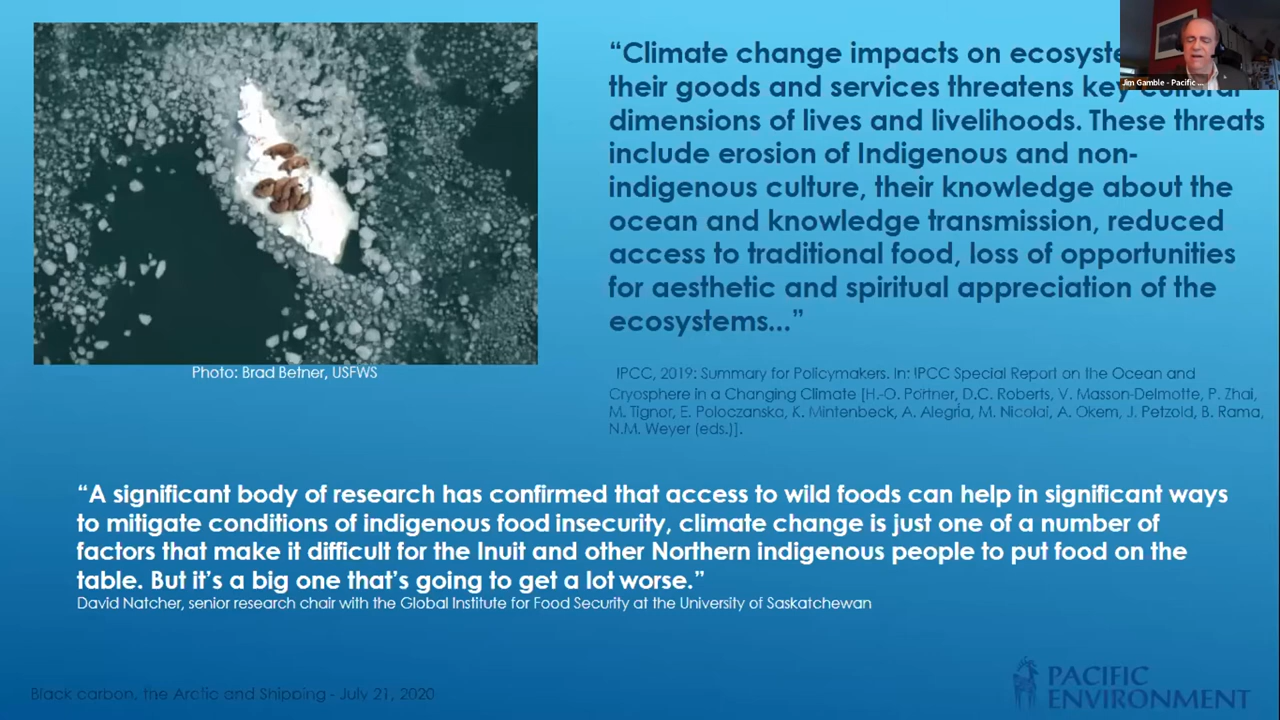 “Climate change impacts on
their goods and services threatens key cultural
dimensions of lives and livelihoods. These threats
include erosion of Indigenous and non-
indigenous culture, their knowledge about the
ocean and knowledge transmission, reduced
access to traditional food, loss of opportunities
for aesthetic and spiritual appreciation of the
ecosystems...”
Jim Gamble - Pacific ...
Photo: Brad Betner, USFWS
IPCC, 2019: Summary for Policymakers. In: IPCC Special Report on the Ocean and
Cryosphere in a Changing Climate [H.-O. Portner, D.C. Roberts, V. Masson-Delmotte, P. Zhai,
M. Tignor, E. Poloczanska, K. Mintenbeck, A. Alegria, M. Nicolai, A. Okem, J. Petzold, B. Rama,
N.M. Weyer (eds.)].
“A significant body of research has confirmed that access to wild foods can help in significant ways
to mitigate conditions of indigenous food insecurity, climate change is just one of a number of
factors that make it difficult for the Inuit and other Northern indigenous people to put food on the
table. But it’s a big one that’s going to get a lot worse.”
David Natcher, senior research chair with the Global Institute for Food Security at the University of Saskatchewan
Black carbon, the Arctic and Shipping - July 21, 2020
PACIFIC
ENVIRONMENT